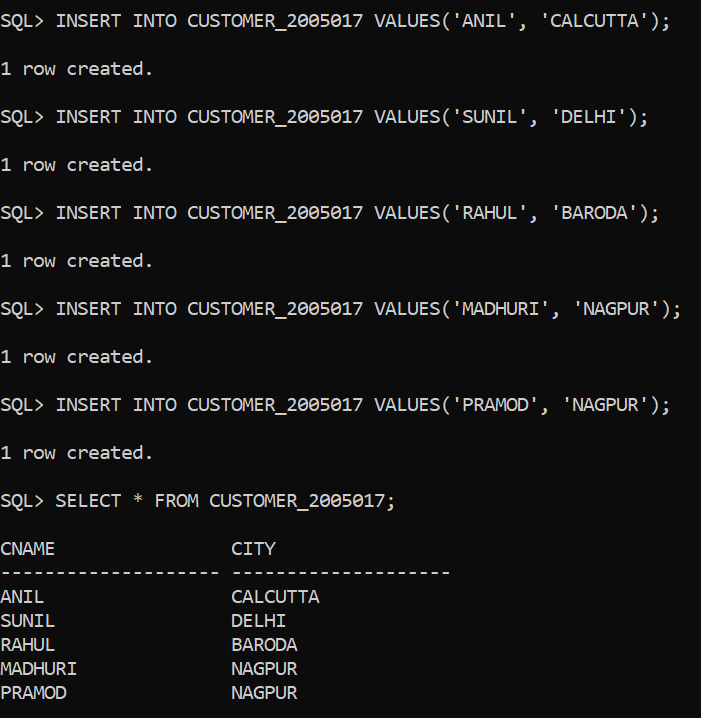 SQL> INSERT INTO CUSTOMER_2005017 VALUES('ANIL', 'CALCUTTA');
1 row created.
SQL> INSERT INTO CUSTOMER_2005017 VALUES('SUNIL', 'DELHI');
1 row created.
SQL> INSERT INTO CUSTOMER_2005017 VALUES('RAHUL', 'BARODA');
1 row created.
SQL> INSERT INTO CUSTOMER_2005017 VALUES('MADHURI', 'NAGPUR');
1 row created.
SQL> INSERT INTO CUSTOMER_2005017 VALUES('PRAMOD', 'NAGPUR');
1 row created.
SQL> SELECT * FROM CUSTOMER_2005017;
CNAME                CITY
-------------------- --------------------
ANIL                 CALCUTTA
SUNIL                DELHI
RAHUL                BARODA
MADHURI              NAGPUR
PRAMOD               NAGPUR